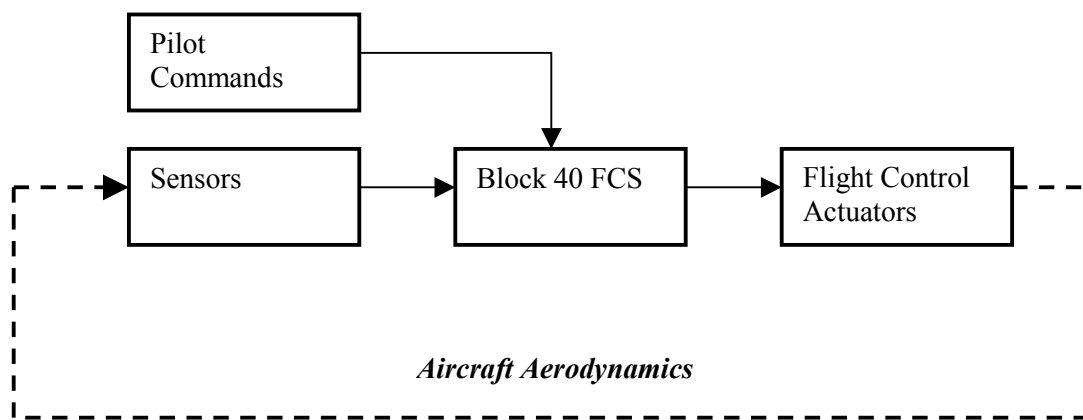 Pilot
Commands
Sensors
Block 40 FCS
Flight Control
Actuators
Aircraft Aerodynamics